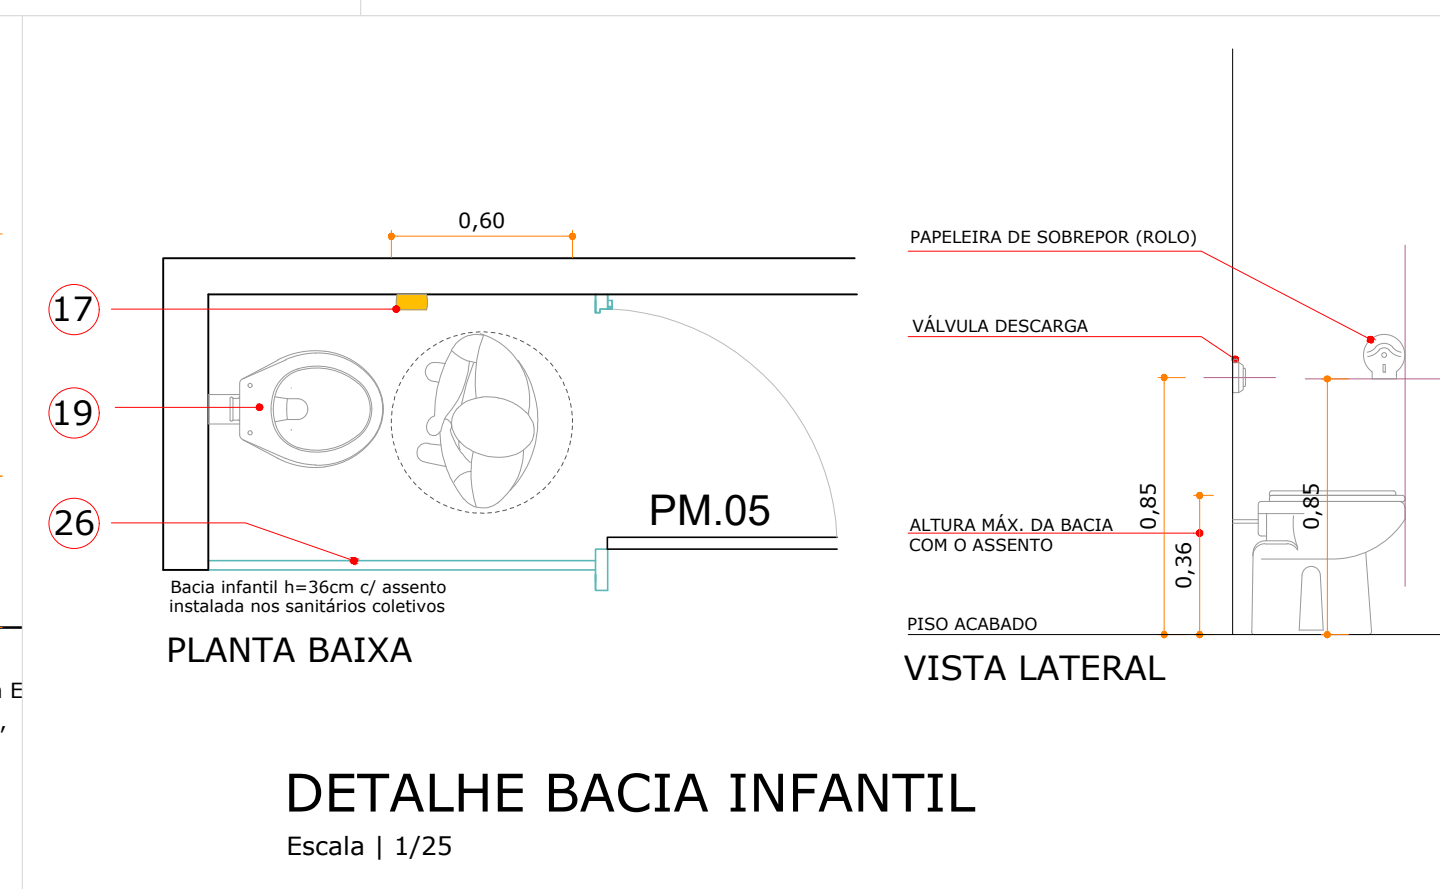 0,60
17
19
26
PM.05
Bacia infantil h=36cm c/ assento
instalada nos sanitários coletivos
PLANTA BAIXA
PAPELEIRA DE SOBREPOR (ROLO)
VÁLVULA DESCARGA
0,85
0,85
ALTURA MÁX. DA BACIA
COM O ASSENTO
0,36
PISO ACABADO
VISTA LATERAL
E
,
DETALHE BACIA INFANTIL
Escala | 1/25